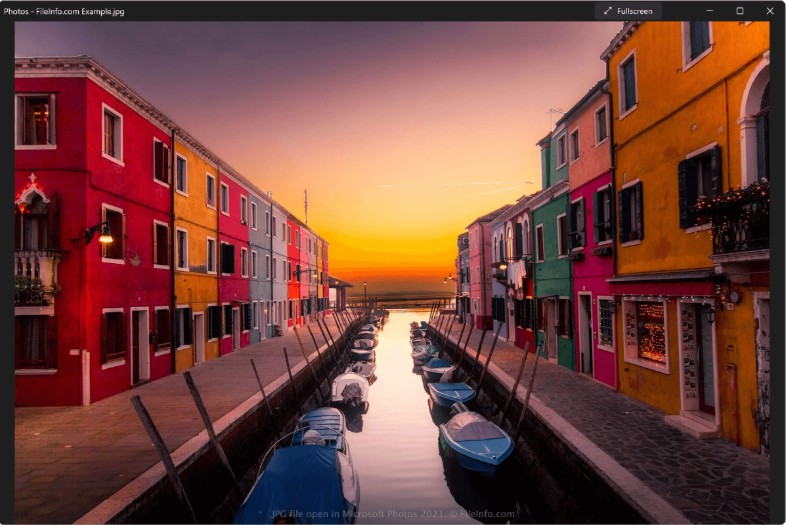 Photos - FileInfo.com Example.jpg
Fullscreen
JPG file open in Microsoft Photos 2021, © FileInfo.com